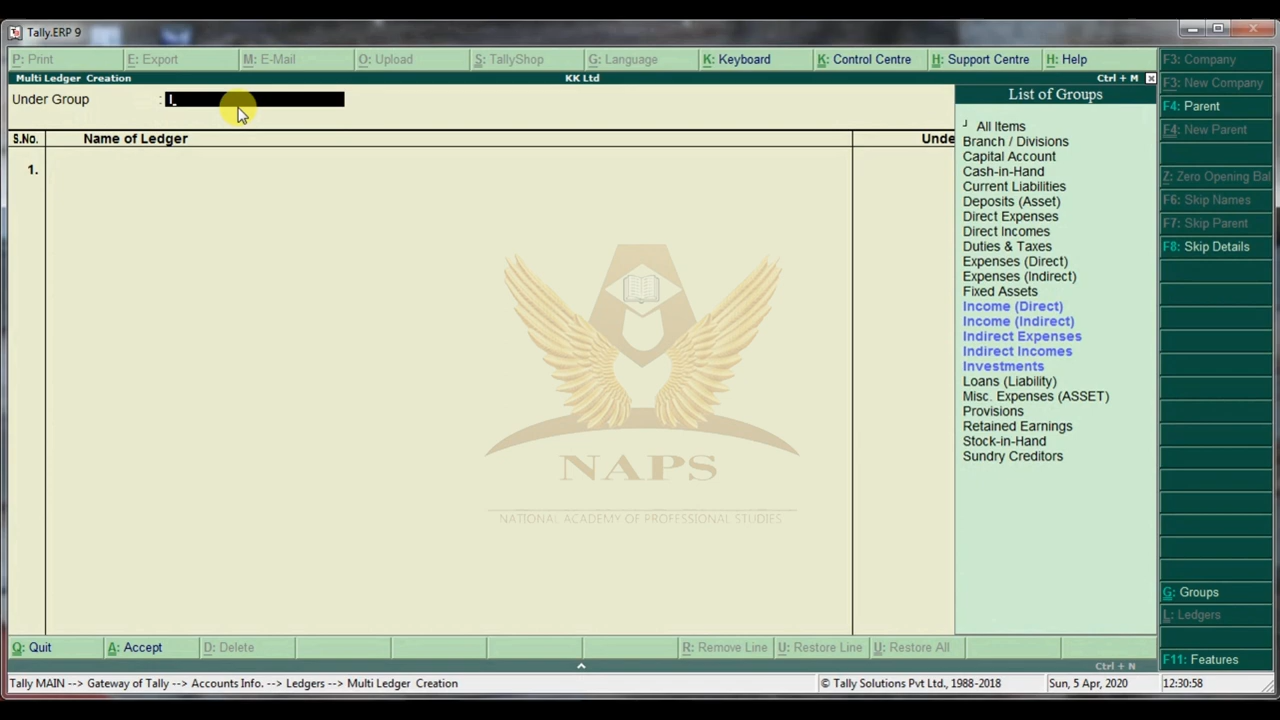 Tally.ERP 9
P: Print E: Export M: E-Mail O: Upload S: TallyShop G: Language K: Keyboard K: Control Centre H: Support Centre H: Help
F3: Company
Multi Ledger Creation KK Ltd Ctrl + M
F3: New Company
Under Group : I
List of Groups
F4: Parent
F4: New Parent
S.No. Name of Ledger Unde
1.
All Items
Branch / Divisions
Capital Account
Cash-in-Hand
Current Liabilities
Deposits (Asset)
Direct Expenses
Direct Incomes
Duties & Taxes
Expenses (Direct)
Expenses (Indirect)
Fixed Assets
Income (Direct)
Income (Indirect)
Indirect Expenses
Indirect Incomes
Investments
Loans (Liability)
Misc. Expenses (ASSET)
Provisions
Retained Earnings
Stock-in-Hand
Sundry Creditors
Z: Zero Opening Bal
F6: Skip Names
F7: Skip Parent
F8: Skip Details
NAPS
NATIONAL ACADEMY OF PROFESSIONAL STUDIES
G: Groups
L: Ledgers
Q: Quit A: Accept D: Delete R: Remove Line U: Restore Line U: Restore All
F11: Features
Ctrl + N
Tally MAIN --> Gateway of Tally --> Accounts Info. --> Ledgers --> Multi Ledger Creation © Tally Solutions Pvt Ltd., 1988-2018 Sun, 5 Apr, 2020 12:30:58